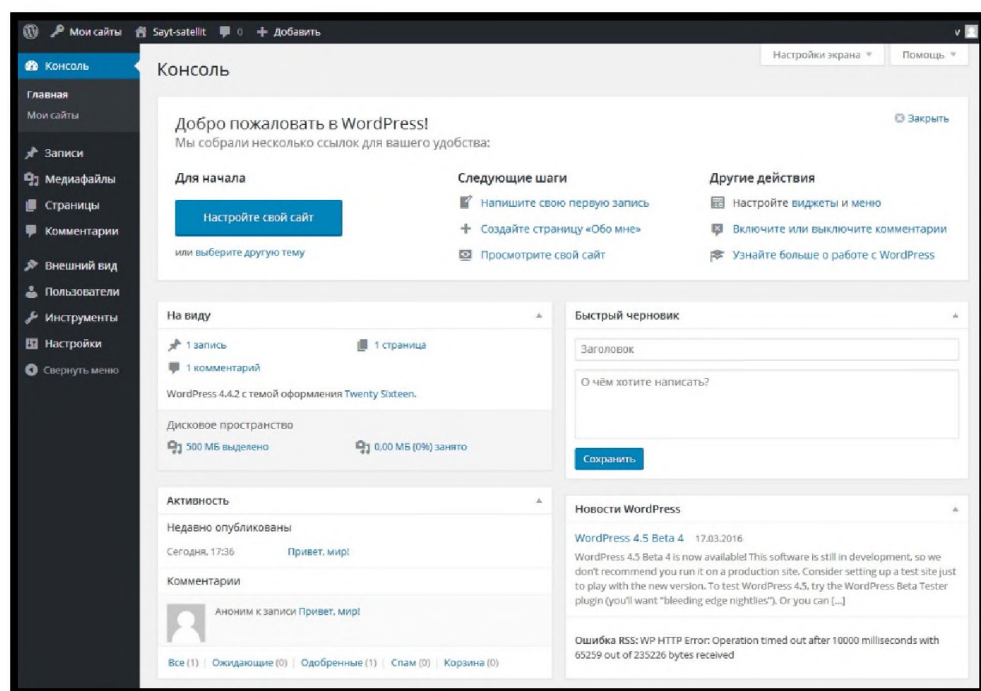 Мои сайты Sayt-satellit 0 + Добавить v
Консоль
Главная
Мои сайты
Записи
Медиафайлы
Страницы
Комментарии
Внешний вид
Пользователи
Инструменты
Настройки
Свернуть меню
Настройки экрана Помощь
Консоль
Добро пожаловать в WordPress!
Закрыть
Мы собрали несколько ссылок для вашего удобства:
Для начала
Настройте свой сайт
или выберите другую тему
Следующие шаги
Напишите свою первую запись
Создайте страницу «Обо мне»
Просмотрите свой сайт
Другие действия
Настройте виджеты и меню
Включите или выключите комментарии
Узнайте больше о работе с WordPress
На виду
1 запись 1 страница
1 комментарий
WordPress 4.4.2 с темой оформления Twenty Sixteen.
Дисковое пространство
500 МБ выделено 0,00 МБ (0%) занято
Активность
Недавно опубликованы
Сегодня, 17:36 Привет, мир!
Комментарии
Аноним к записи Привет, мир!
Все (1) | Ожидающие (0) | Одобренные (1) | Спам (0) | Корзина (0)
Быстрый черновик
Заголовок
О чём хотите написать?
Сохранить
Новости WordPress
WordPress 4.5 Beta 4 17.03.2016
WordPress 4.5 Beta 4 is now available! This software is still in development, so we
don't recommend you run it on a production site. Consider setting up a test site just
to play with the new version. To test WordPress 4.5, try the WordPress Beta Tester
plugin (you'll want "bleeding edge nightlies"). Or you can [...]
Ошибка RSS: WP HTTP Error: Operation timed out after 10000 milliseconds with
65259 out of 235226 bytes received